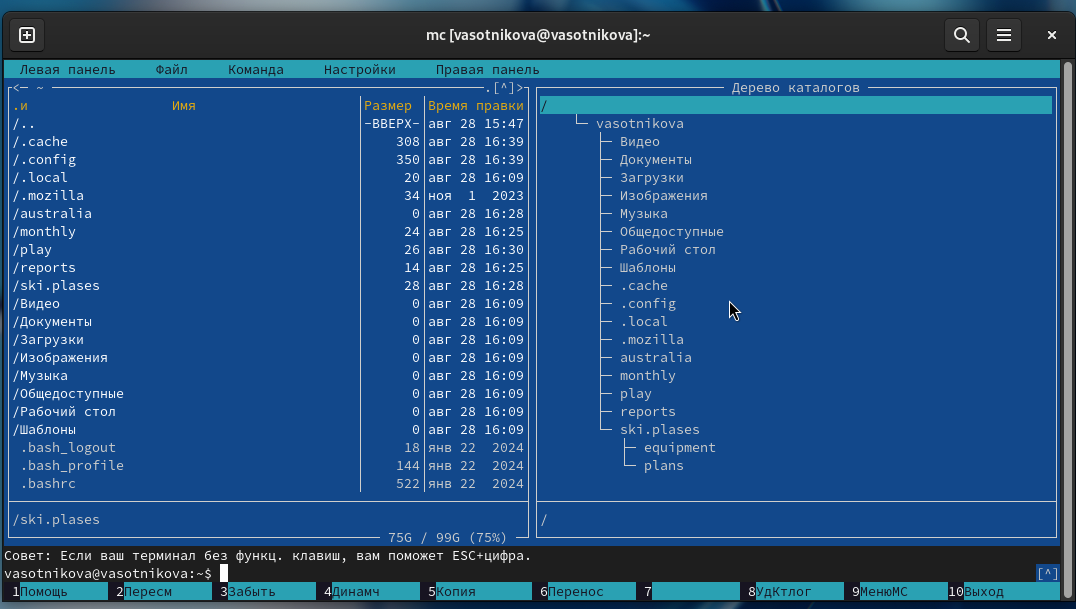 mc [vasotnikova@vasotnikova]:~
Левая панель Файл Команда Настройки Правая панель
<─ ~ .[^]> Дерево каталогов
.и Имя Размер Время правки
/
/.. -ВВЕРХ- авг 28 15:47
└─ vasotnikova
/.cache 308 авг 28 16:39
├─ Видео
/.config 350 авг 28 16:39
├─ Документы
/.local 20 авг 28 16:09
├─ Загрузки
/.mozilla 34 ноя 1 2023
├─ Изображения
/australia 0 авг 28 16:28
├─ Музыка
/monthly 24 авг 28 16:25
├─ Общедоступные
/play 26 авг 28 16:30
├─ Рабочий стол
/reports 14 авг 28 16:25
├─ Шаблоны
/ski.plases 28 авг 28 16:28
├─ .cache
/Видео 0 авг 28 16:09
├─ .config
/Документы 0 авг 28 16:09
├─ .local
/Загрузки 0 авг 28 16:09
├─ .mozilla
/Изображения 0 авг 28 16:09
├─ australia
/Музыка 0 авг 28 16:09
├─ monthly
/Общедоступные 0 авг 28 16:09
├─ play
/Рабочий стол 0 авг 28 16:09
├─ reports
/Шаблоны 0 авг 28 16:09
└─ ski.plases
.bash_logout 18 янв 22 2024
├─ equipment
.bash_profile 144 янв 22 2024
└─ plans
.bashrc 522 янв 22 2024
/ski.plases
/
75G / 99G (75%)
Совет: Если ваш терминал без функц. клавиш, вам поможет ESC+цифра.
vasotnikova@vasotnikova:~$ [^]
1Помощь 2Пересм 3Забыть 4Динамч 5Копия 6Перенос 7 8УдКтлог 9МенюМС 10Выход